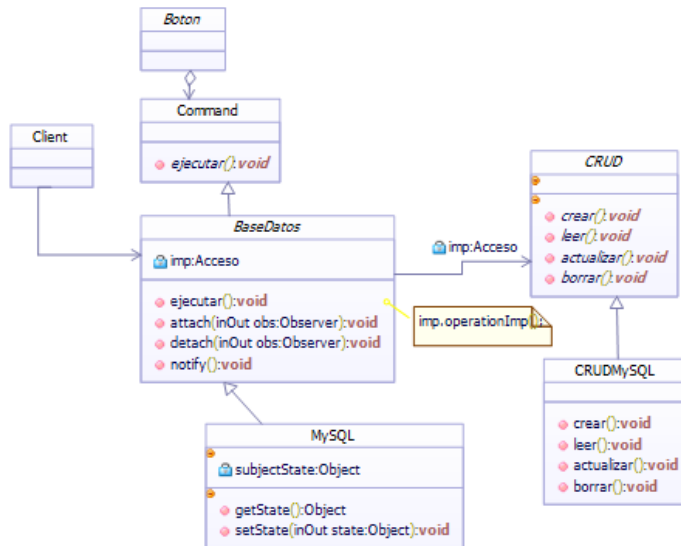 Boton
Command
ejecutar():void
Client
BaseDatos
imp:Acceso
ejecutar():void
attach(inOut obs:Observer):void
detach(inOut obs:Observer):void
notify():void
imp:Acceso
imp.operationImp();
CRUD
crear():void
leer():void
actualizar():void
borrar():void
CRUDMySQL
crear():void
leer():void
actualizar():void
borrar():void
MySQL
subjectState:Object
getState():Object
setState(inOut state:Object):void